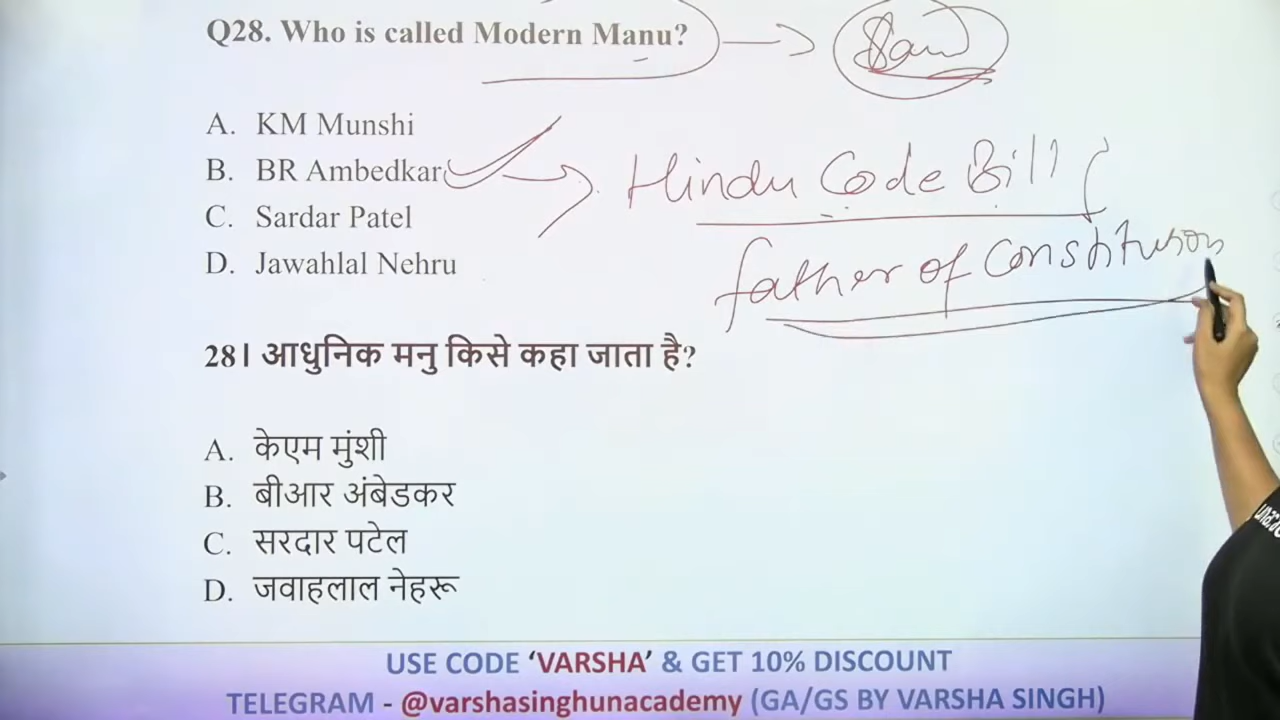 Q28. Who is called Modern Manu?
A. KM Munshi
B. BR Ambedkar
Hindu Code Bill
C. Sardar Patel
father of Constitution
D. Jawahlal Nehru
28। आधुनिक मनु किसे कहा जाता है?
A. केएम मुंशी
B. बीआर अंबेडकर
C. सरदार पटेल
D. जवाहलाल नेहरू
USE CODE ‘VARSHA’ & GET 10% DISCOUNT
TELEGRAM - @varshasinghunacademy (GA/GS BY VARSHA SINGH)